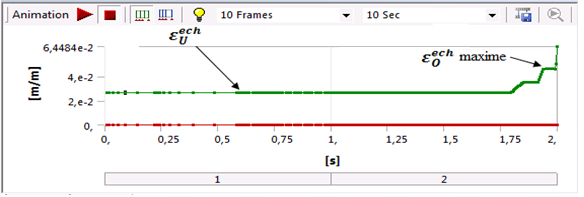 Animation 10 Frames 10 Sec
ε_U^ech
6,4484e-2
ε_O^ech maxime
4,e-2
[m/m]
2,e-2
0,
0, 0,25 0,5 0,75 1, 1,25 1,5 1,75 2,
[s]
1 2